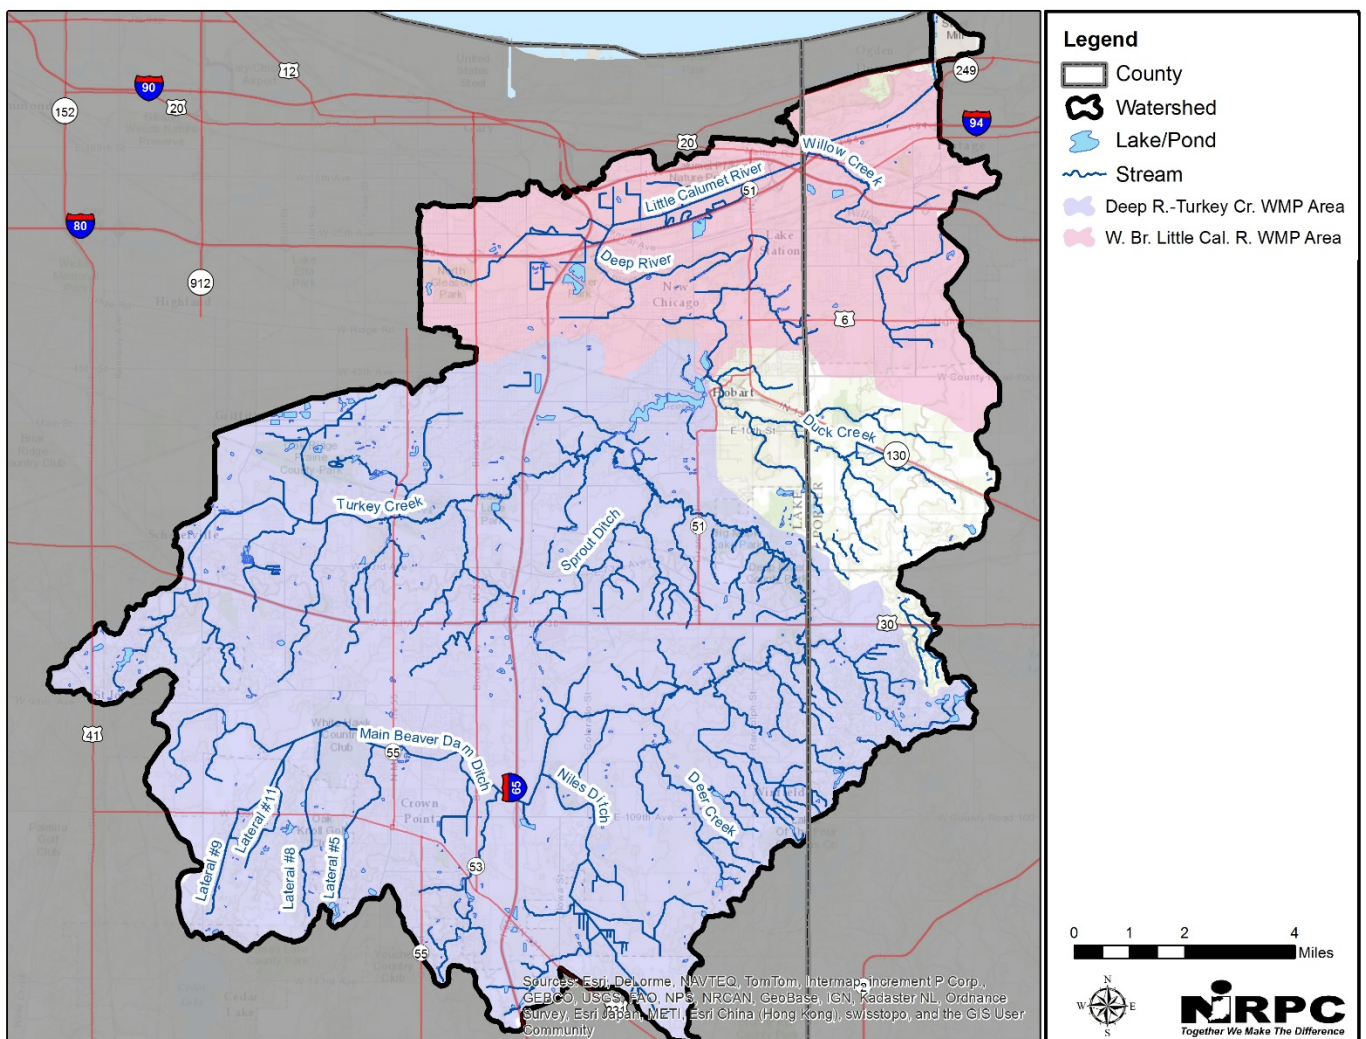 Legend
County
Watershed
Lake/Pond
Stream
Deep R.-Turkey Cr. WMP Area
W. Br. Little Cal. R. WMP Area
249
12
90
20
152
94
20
Willow Creek
Little Calumet River
51
80
Lake
Station
Deep River
912
New
Chicago
6
Hobart
E 10th St
Duck Creek
130
Turkey Creek
LAKE
PORTER
51
Sprout Ditch
30
41
Main Beaver Dam Ditch
55
65
Niles Ditch
Deer Creek
Crown
Point
Lateral #11
Lateral #9
Lateral #8
Lateral #5
53
55
Sources: Esri, DeLorme, NAVTEQ, TomTom, Intermap, increment P Corp.,
GEBCO, USGS, FAO, NPS, NRCAN, GeoBase, IGN, Kadaster NL, Ordnance
Survey, Esri Japan, METI, Esri China (Hong Kong), swisstopo, and the GIS User
Community
0 1 2 4
Miles
N
W E
S
NIRPC
Together We Make The Difference